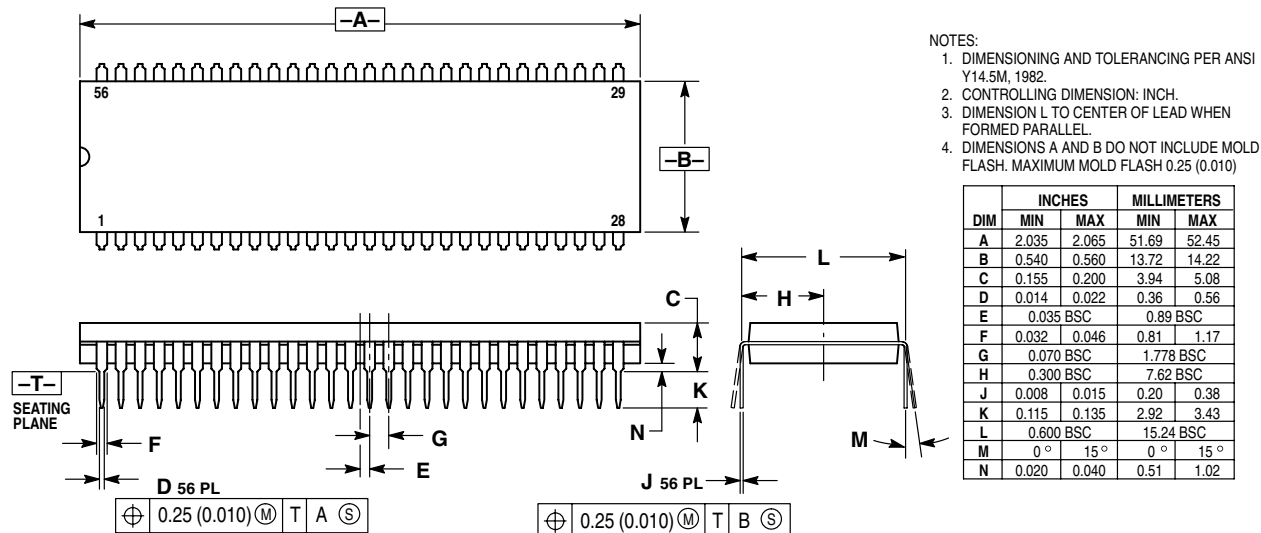 –A–
56
29
–B–
1
28
NOTES:
1. DIMENSIONING AND TOLERANCING PER ANSI
Y14.5M, 1982.
2. CONTROLLING DIMENSION: INCH.
3. DIMENSION L TO CENTER OF LEAD WHEN
FORMED PARALLEL.
4. DIMENSIONS A AND B DO NOT INCLUDE MOLD
FLASH. MAXIMUM MOLD FLASH 0.25 (0.010)
INCHES MILLIMETERS
DIM MIN MAX MIN MAX
A 2.035 2.065 51.69 52.45
B 0.540 0.560 13.72 14.22
C 0.155 0.200 3.94 5.08
D 0.014 0.022 0.36 0.56
E 0.035 BSC 0.89 BSC
F 0.032 0.046 0.81 1.17
G 0.070 BSC 1.778 BSC
H 0.300 BSC 7.62 BSC
J 0.008 0.015 0.20 0.38
K 0.115 0.135 2.92 3.43
L 0.600 BSC 15.24 BSC
M 0 ° 15 ° 0 ° 15 °
N 0.020 0.040 0.51 1.02
L
H
C
–T–
SEATING
PLANE
K
N
G
F
E
M
D 56 PL
J 56 PL
⌖ 0.25 (0.010) Ⓜ T A Ⓢ
⌖ 0.25 (0.010) Ⓜ T B Ⓢ